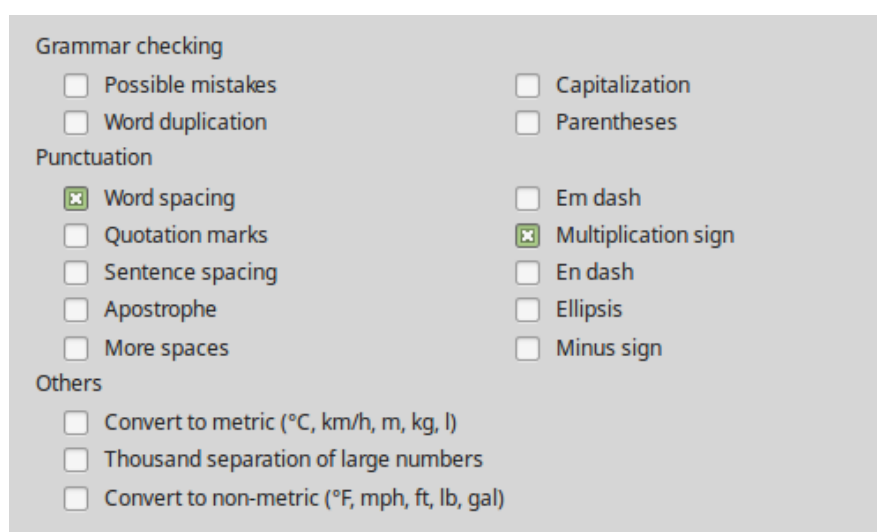 Grammar checking
Possible mistakes Capitalization
Word duplication Parentheses
Punctuation
Word spacing Em dash
Quotation marks Multiplication sign
Sentence spacing En dash
Apostrophe Ellipsis
More spaces Minus sign
Others
Convert to metric (°C, km/h, m, kg, l)
Thousand separation of large numbers
Convert to non-metric (°F, mph, ft, lb, gal)